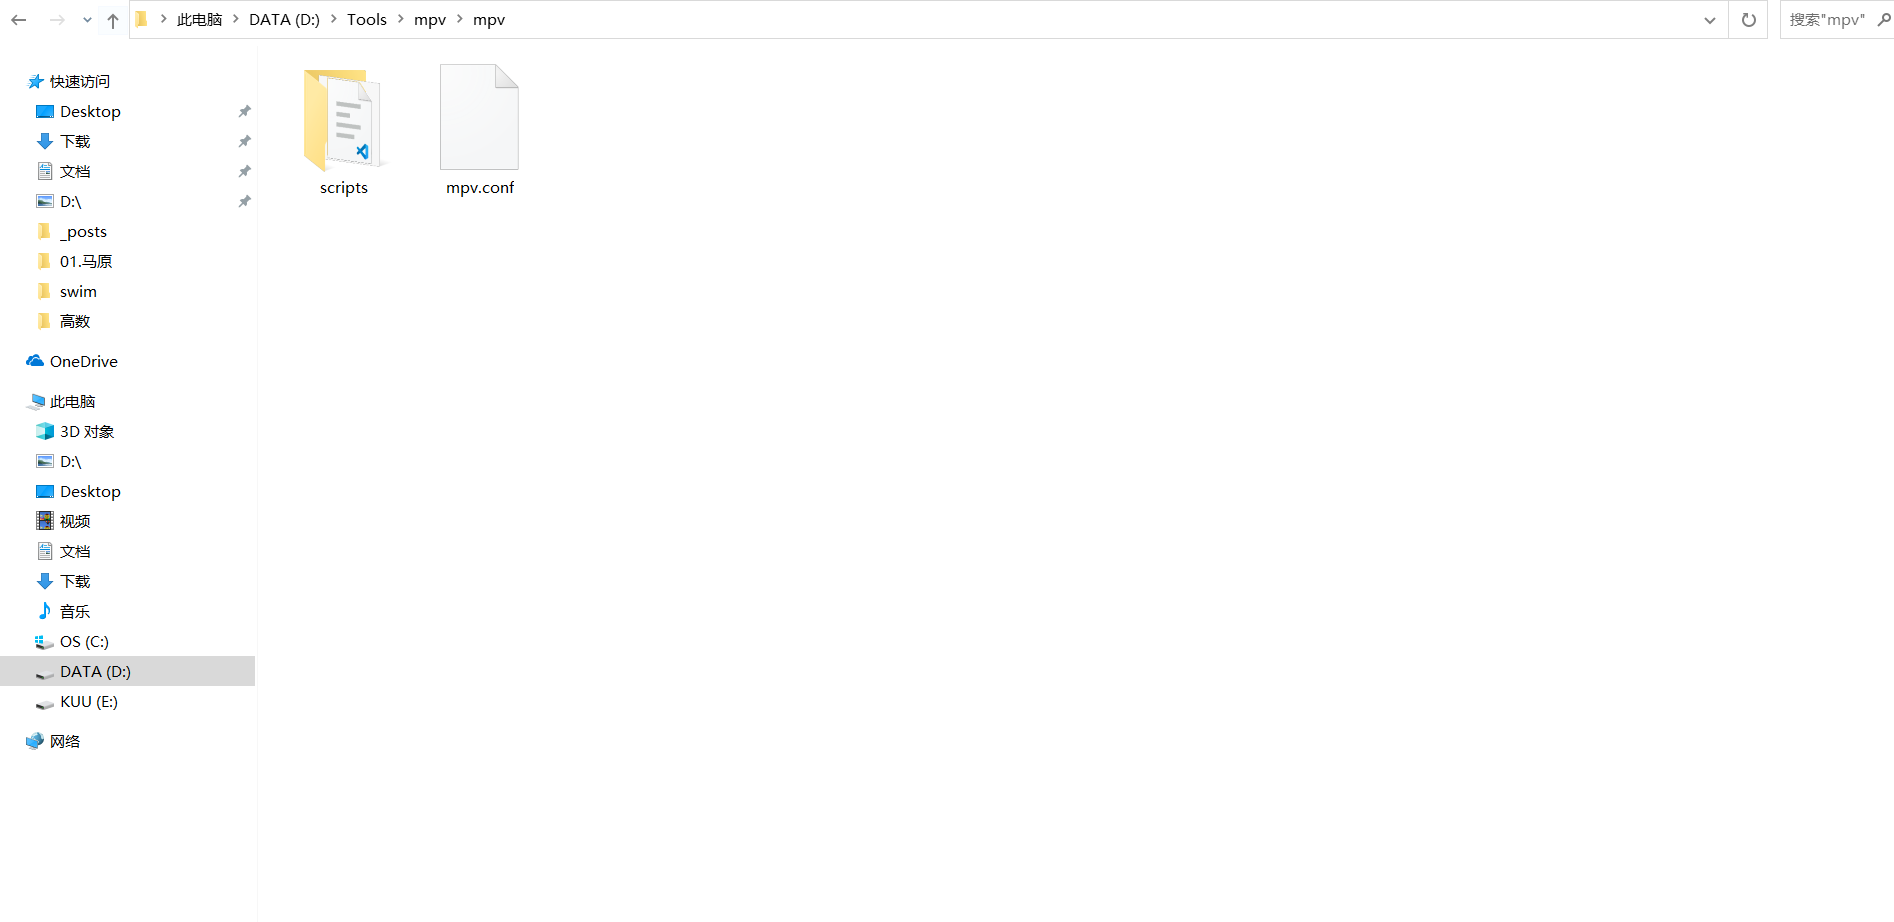 此电脑 DATA (D:) Tools mpv mpv
搜索"mpv"
快速访问
Desktop
下载
文档
D:\
_posts
01.马原
swim
高数
OneDrive
此电脑
3D 对象
D:\
Desktop
视频
文档
下载
音乐
OS (C:)
DATA (D:)
KUU (E:)
网络
scripts
mpv.conf